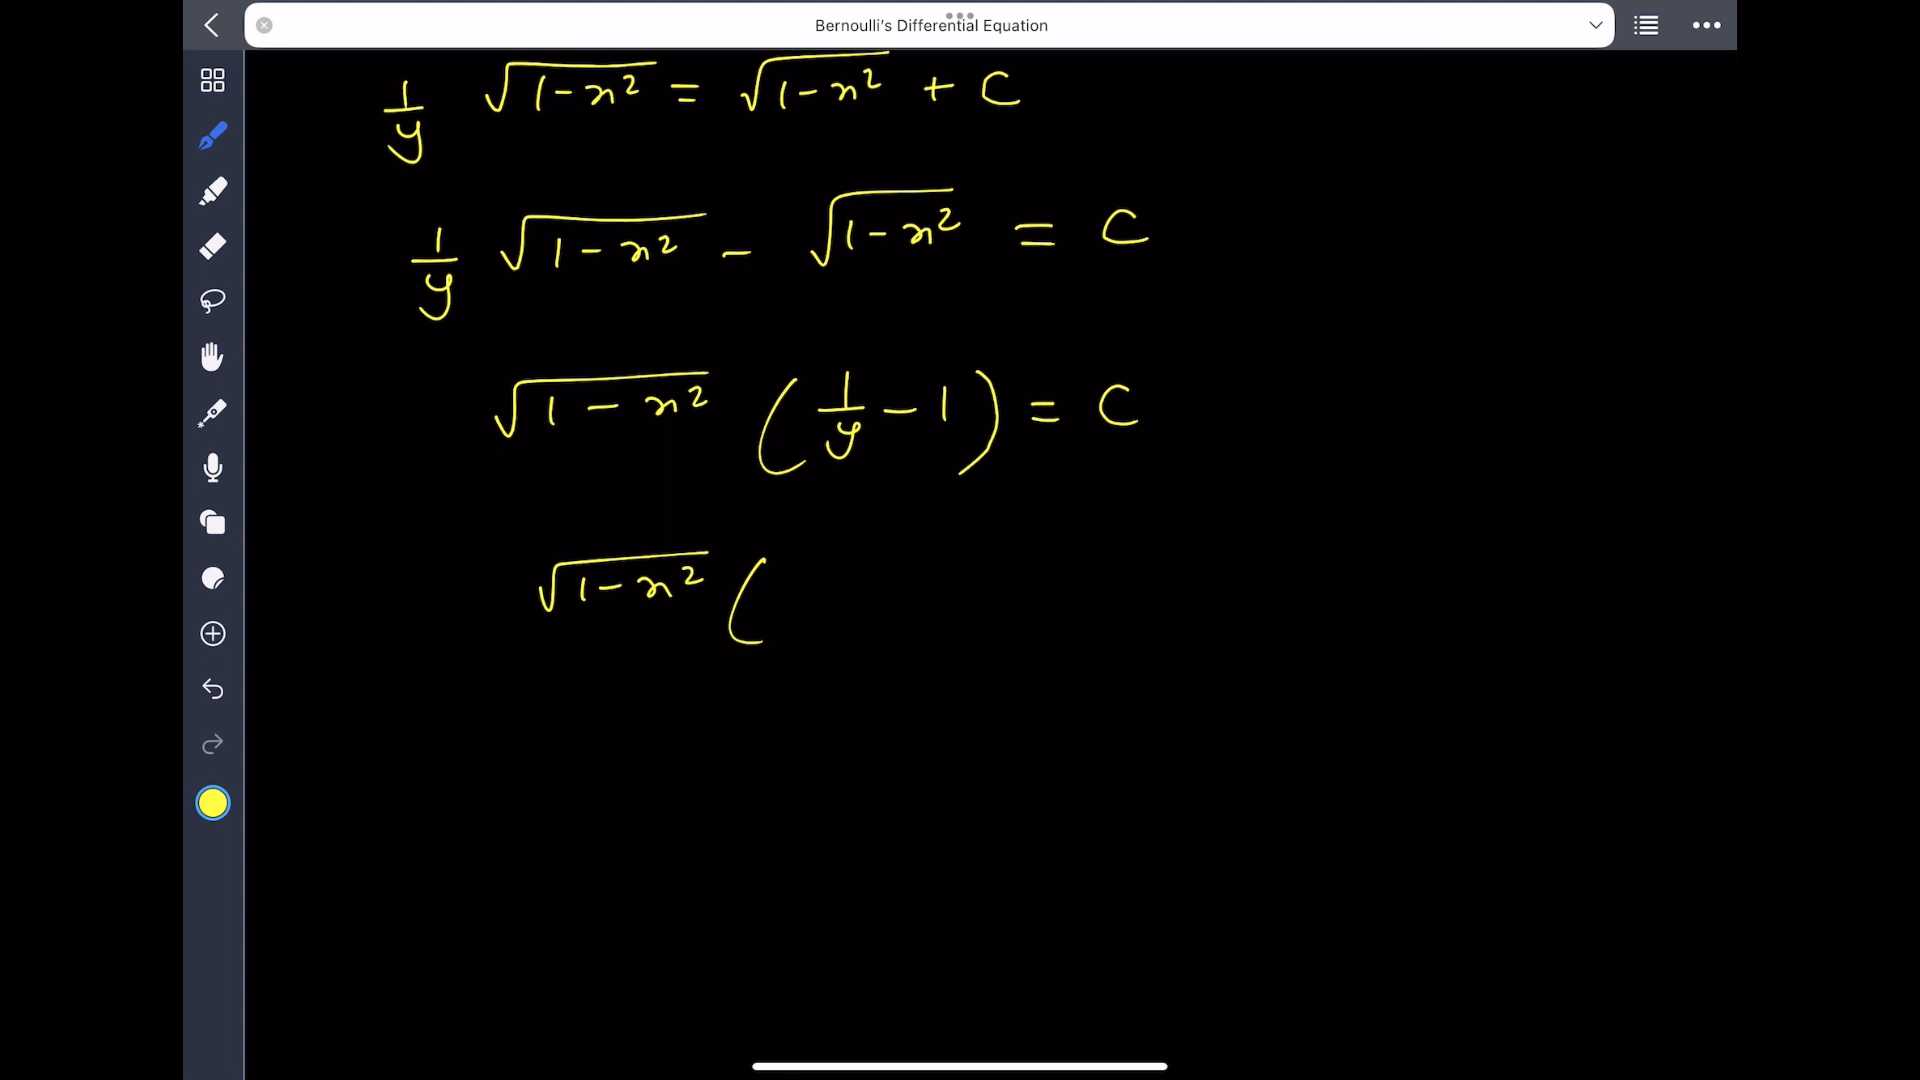 Bernoulli's Differential Equation
1/y √(1-x²) = √(1-x²) + C
1/y √(1-x²) - √(1-x²) = C
√(1-x²) (1/y - 1) = C
√(1-x²) (